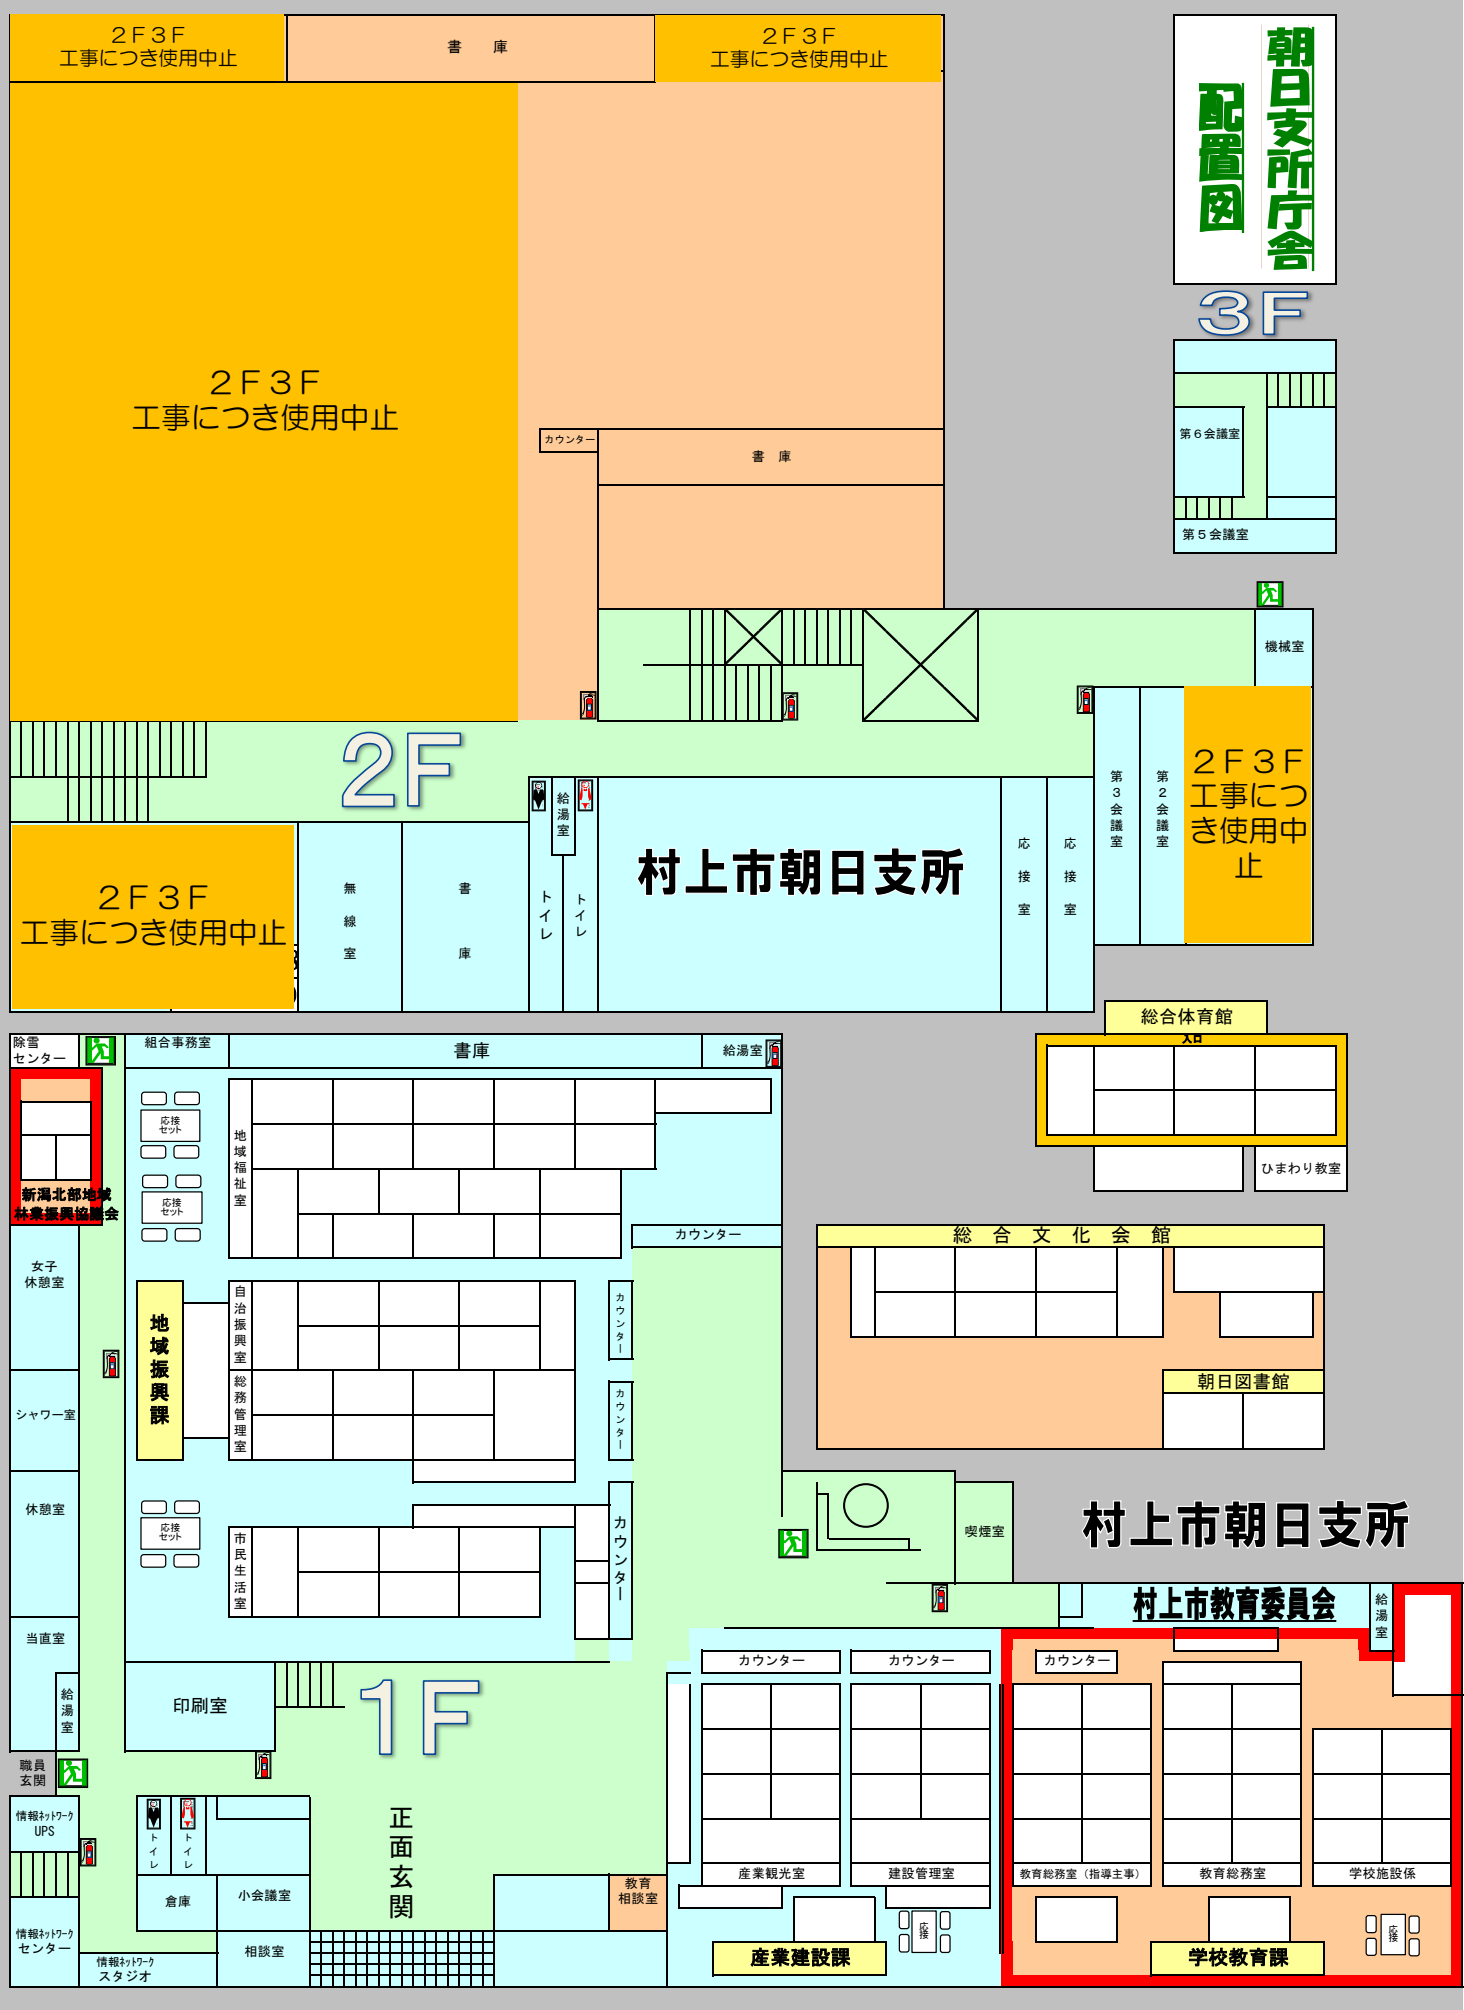 ２Ｆ３Ｆ
工事につき使用中止
書　庫
２Ｆ３Ｆ
工事につき使用中止
朝日支所庁舎
配置図
３Ｆ
第６会議室
第５会議室
２Ｆ３Ｆ
工事につき使用中止
カウンター
書　庫
機械室
２Ｆ
給湯室
トイレ
トイレ
村上市朝日支所
応接室
応接室
第３会議室
第２会議室
２Ｆ３Ｆ
工事につ
き使用中
止
２Ｆ３Ｆ
工事につき使用中止
無線室
書庫
総合体育館
入口
ひまわり教室
除雪
センター
組合事務室
書庫
給湯室
応接
セット
応接
セット
地域福祉室
新潟北部地域
林業振興協議会
カウンター
総　合　文　化　会　館
朝日図書館
女子
休憩室
地域振興課
自治振興室
総務管理室
カウンター
カウンター
シャワー室
休憩室
応接
セット
市民生活室
カウンター
喫煙室
村上市朝日支所
村上市教育委員会
給湯室
当直室
給湯室
印刷室
１Ｆ
カウンター
カウンター
カウンター
職員
玄関
情報ﾈｯﾄﾜｰｸ
UPS
トイレ
トイレ
正面玄関
産業観光室
建設管理室
教育総務室（指導主事）
教育総務室
学校施設係
倉庫
小会議室
教育
相談室
情報ﾈｯﾄﾜｰｸ
センター
情報ﾈｯﾄﾜｰｸ
スタジオ
相談室
応接
産業建設課
学校教育課
応接